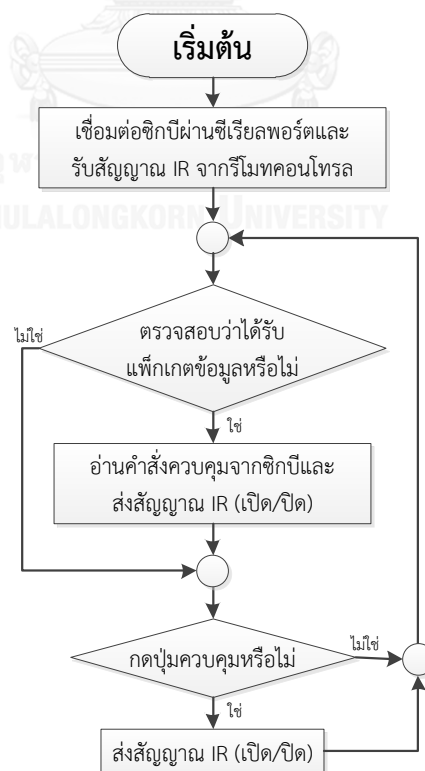 เริ่มต้น
เชื่อมต่อซิกบีผ่านซีเรียลพอร์ตและ
รับสัญญาณ IR จากรีโมทคอนโทรล
CHULALONGKORN UNIVERSITY
ตรวจสอบว่าได้รับ
แพ็กเกตข้อมูลหรือไม่
ไม่ใช่
ใช่
อ่านคำสั่งควบคุมจากซิกบีและ
ส่งสัญญาณ IR (เปิด/ปิด)
กดปุ่มควบคุมหรือไม่
ไม่ใช่
ใช่
ส่งสัญญาณ IR (เปิด/ปิด)